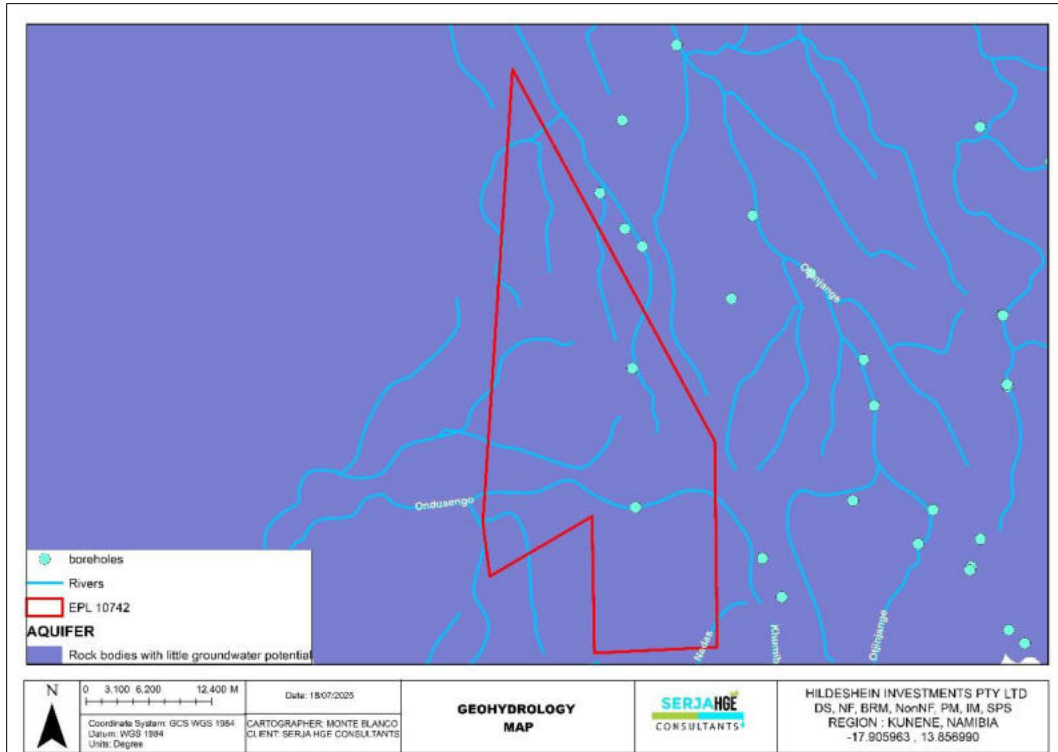 Otjinjange
Onduasengo
Nadas
Khumib
Otjinjange
boreholes
Rivers
EPL 10742
AQUIFER
Rock bodies with little groundwater potential
N
0 3.100 6.200 12.400 M
Coordinate System: GCS WGS 1984
Datum: WGS 1984
Units: Degree
Date: 18/07/2025
CARTOGRAPHER: MONTE BLANCO
CLIENT: SERJA HGE CONSULTANTS
GEOHYDROLOGY
MAP
SERJAHGE
CONSULTANTS
HILDESHEIN INVESTMENTS PTY LTD
DS, NF, BRM, NonNF, PM, IM, SPS
REGION : KUNENE, NAMIBIA
-17.905963 , 13.856990